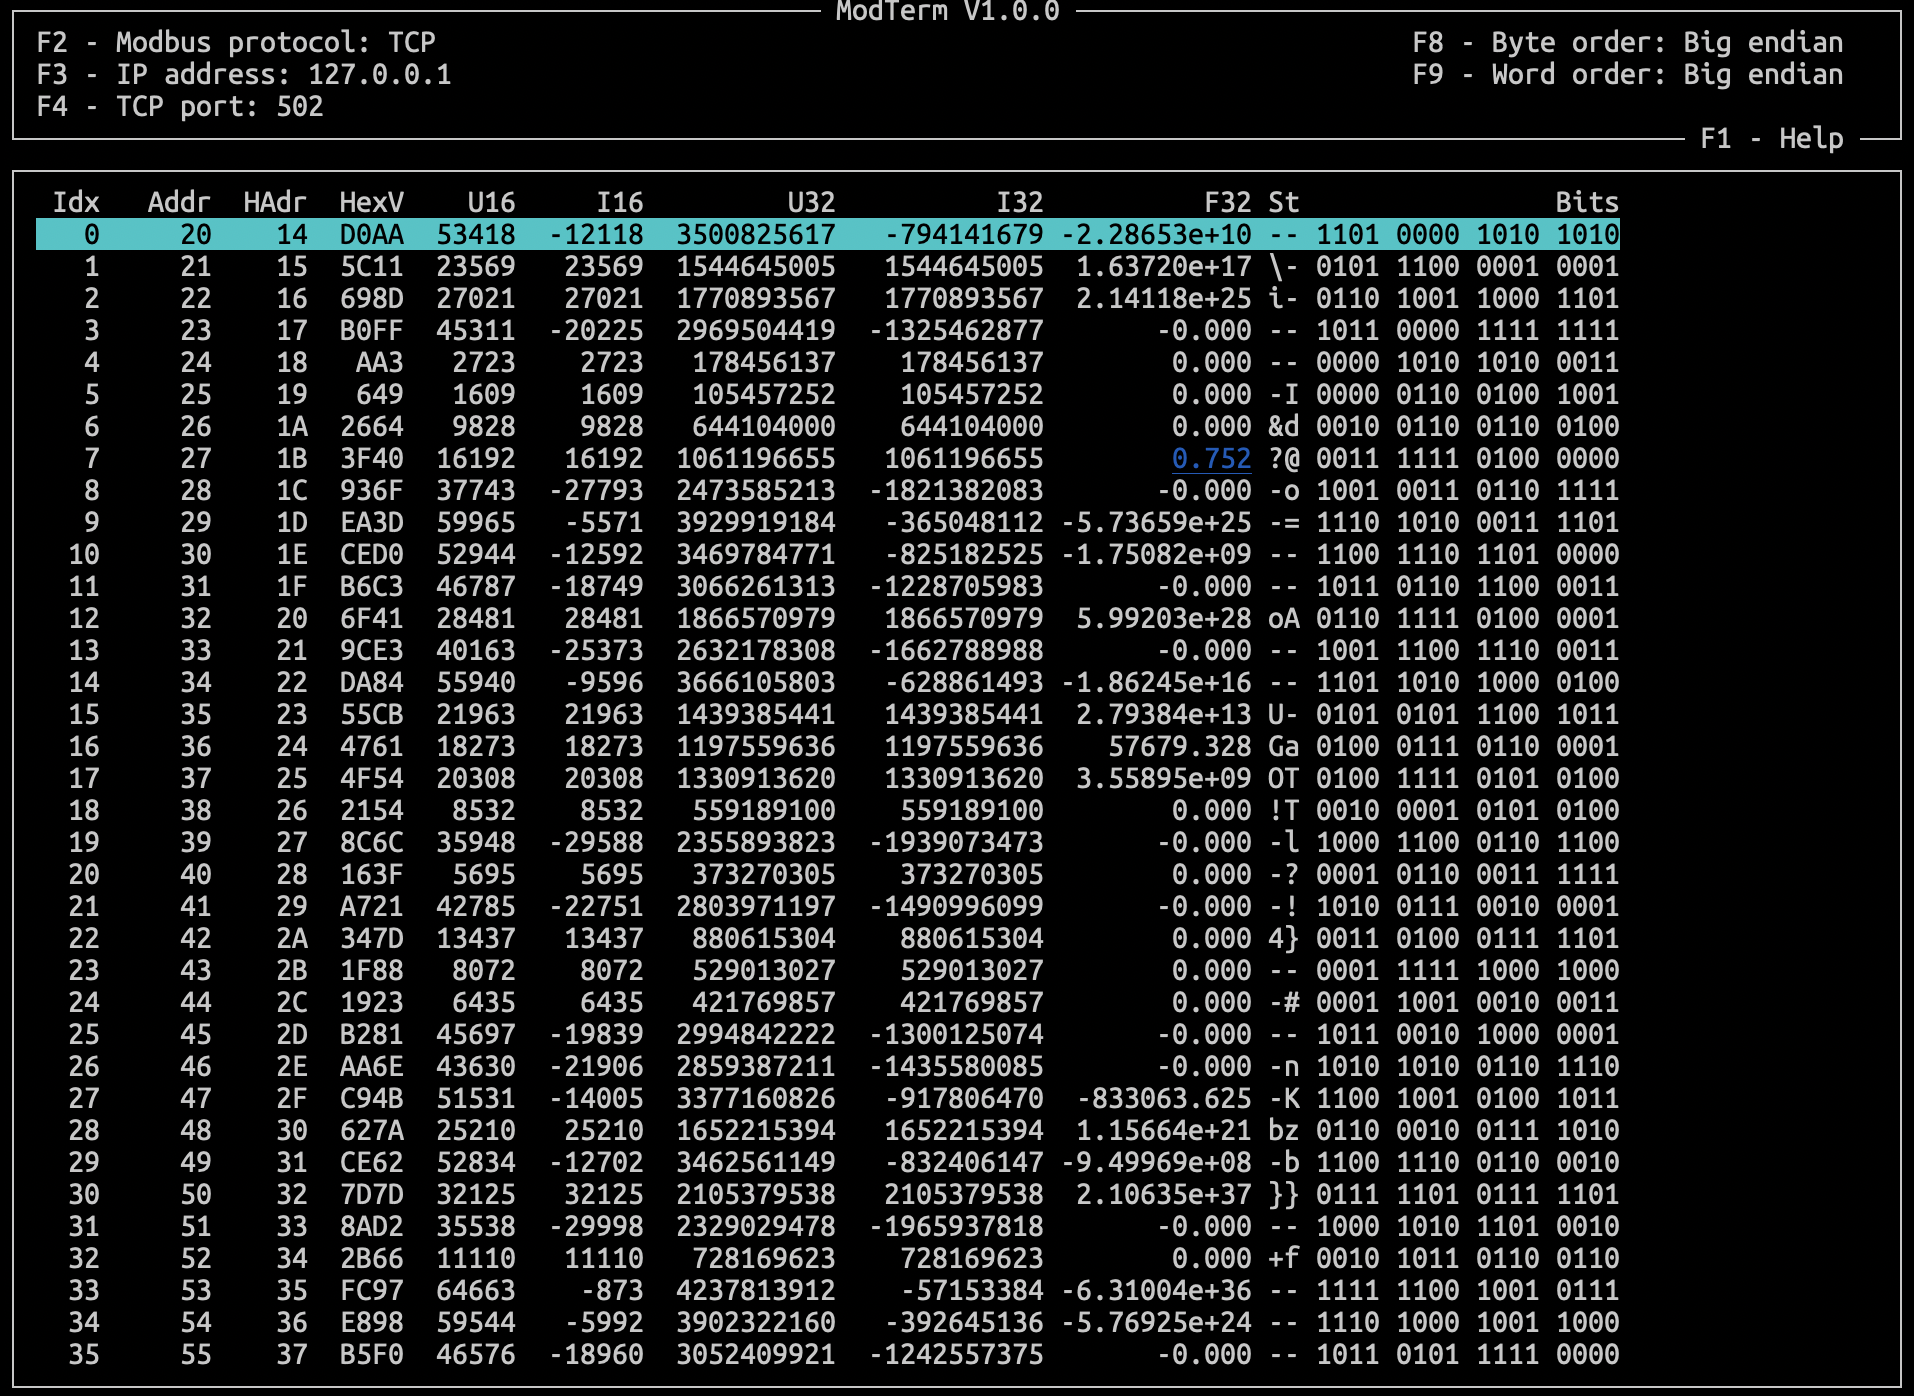 ModTerm V1.0.0
F2 - Modbus protocol: TCP F8 - Byte order: Big endian
F3 - IP address: 127.0.0.1 F9 - Word order: Big endian
F4 - TCP port: 502
F1 - Help
Idx Addr HAdr HexV U16 I16 U32 I32 F32 St Bits
0 20 14 D0AA 53418 -12118 3500825617 -794141679 -2.28653e+10 -- 1101 0000 1010 1010
1 21 15 5C11 23569 23569 1544645005 1544645005 1.63720e+17 \- 0101 1100 0001 0001
2 22 16 698D 27021 27021 1770893567 1770893567 2.14118e+25 i- 0110 1001 1000 1101
3 23 17 B0FF 45311 -20225 2969504419 -1325462877 -0.000 -- 1011 0000 1111 1111
4 24 18 AA3 2723 2723 178456137 178456137 0.000 -- 0000 1010 1010 0011
5 25 19 649 1609 1609 105457252 105457252 0.000 -I 0000 0110 0100 1001
6 26 1A 2664 9828 9828 644104000 644104000 0.000 &d 0010 0110 0110 0100
7 27 1B 3F40 16192 16192 1061196655 1061196655 0.752 ?@ 0011 1111 0100 0000
8 28 1C 936F 37743 -27793 2473585213 -1821382083 -0.000 -o 1001 0011 0110 1111
9 29 1D EA3D 59965 -5571 3929919184 -365048112 -5.73659e+25 -= 1110 1010 0011 1101
10 30 1E CED0 52944 -12592 3469784771 -825182525 -1.75082e+09 -- 1100 1110 1101 0000
11 31 1F B6C3 46787 -18749 3066261313 -1228705983 -0.000 -- 1011 0110 1100 0011
12 32 20 6F41 28481 28481 1866570979 1866570979 5.99203e+28 oA 0110 1111 0100 0001
13 33 21 9CE3 40163 -25373 2632178308 -1662788988 -0.000 -- 1001 1100 1110 0011
14 34 22 DA84 55940 -9596 3666105803 -628861493 -1.86245e+16 -- 1101 1010 1000 0100
15 35 23 55CB 21963 21963 1439385441 1439385441 2.79384e+13 U- 0101 0101 1100 1011
16 36 24 4761 18273 18273 1197559636 1197559636 57679.328 Ga 0100 0111 0110 0001
17 37 25 4F54 20308 20308 1330913620 1330913620 3.55895e+09 OT 0100 1111 0101 0100
18 38 26 2154 8532 8532 559189100 559189100 0.000 !T 0010 0001 0101 0100
19 39 27 8C6C 35948 -29588 2355893823 -1939073473 -0.000 -l 1000 1100 0110 1100
20 40 28 163F 5695 5695 373270305 373270305 0.000 -? 0001 0110 0011 1111
21 41 29 A721 42785 -22751 2803971197 -1490996099 -0.000 -! 1010 0111 0010 0001
22 42 2A 347D 13437 13437 880615304 880615304 0.000 4} 0011 0100 0111 1101
23 43 2B 1F88 8072 8072 529013027 529013027 0.000 -- 0001 1111 1000 1000
24 44 2C 1923 6435 6435 421769857 421769857 0.000 -# 0001 1001 0010 0011
25 45 2D B281 45697 -19839 2994842222 -1300125074 -0.000 -- 1011 0010 1000 0001
26 46 2E AA6E 43630 -21906 2859387211 -1435580085 -0.000 -n 1010 1010 0110 1110
27 47 2F C94B 51531 -14005 3377160826 -917806470 -833063.625 -K 1100 1001 0100 1011
28 48 30 627A 25210 25210 1652215394 1652215394 1.15664e+21 bz 0110 0010 0111 1010
29 49 31 CE62 52834 -12702 3462561149 -832406147 -9.49969e+08 -b 1100 1110 0110 0010
30 50 32 7D7D 32125 32125 2105379538 2105379538 2.10635e+37 }} 0111 1101 0111 1101
31 51 33 8AD2 35538 -29998 2329029478 -1965937818 -0.000 -- 1000 1010 1101 0010
32 52 34 2B66 11110 11110 728169623 728169623 0.000 +f 0010 1011 0110 0110
33 53 35 FC97 64663 -873 4237813912 -57153384 -6.31004e+36 -- 1111 1100 1001 0111
34 54 36 E898 59544 -5992 3902322160 -392645136 -5.76925e+24 -- 1110 1000 1001 1000
35 55 37 B5F0 46576 -18960 3052409921 -1242557375 -0.000 -- 1011 0101 1111 0000